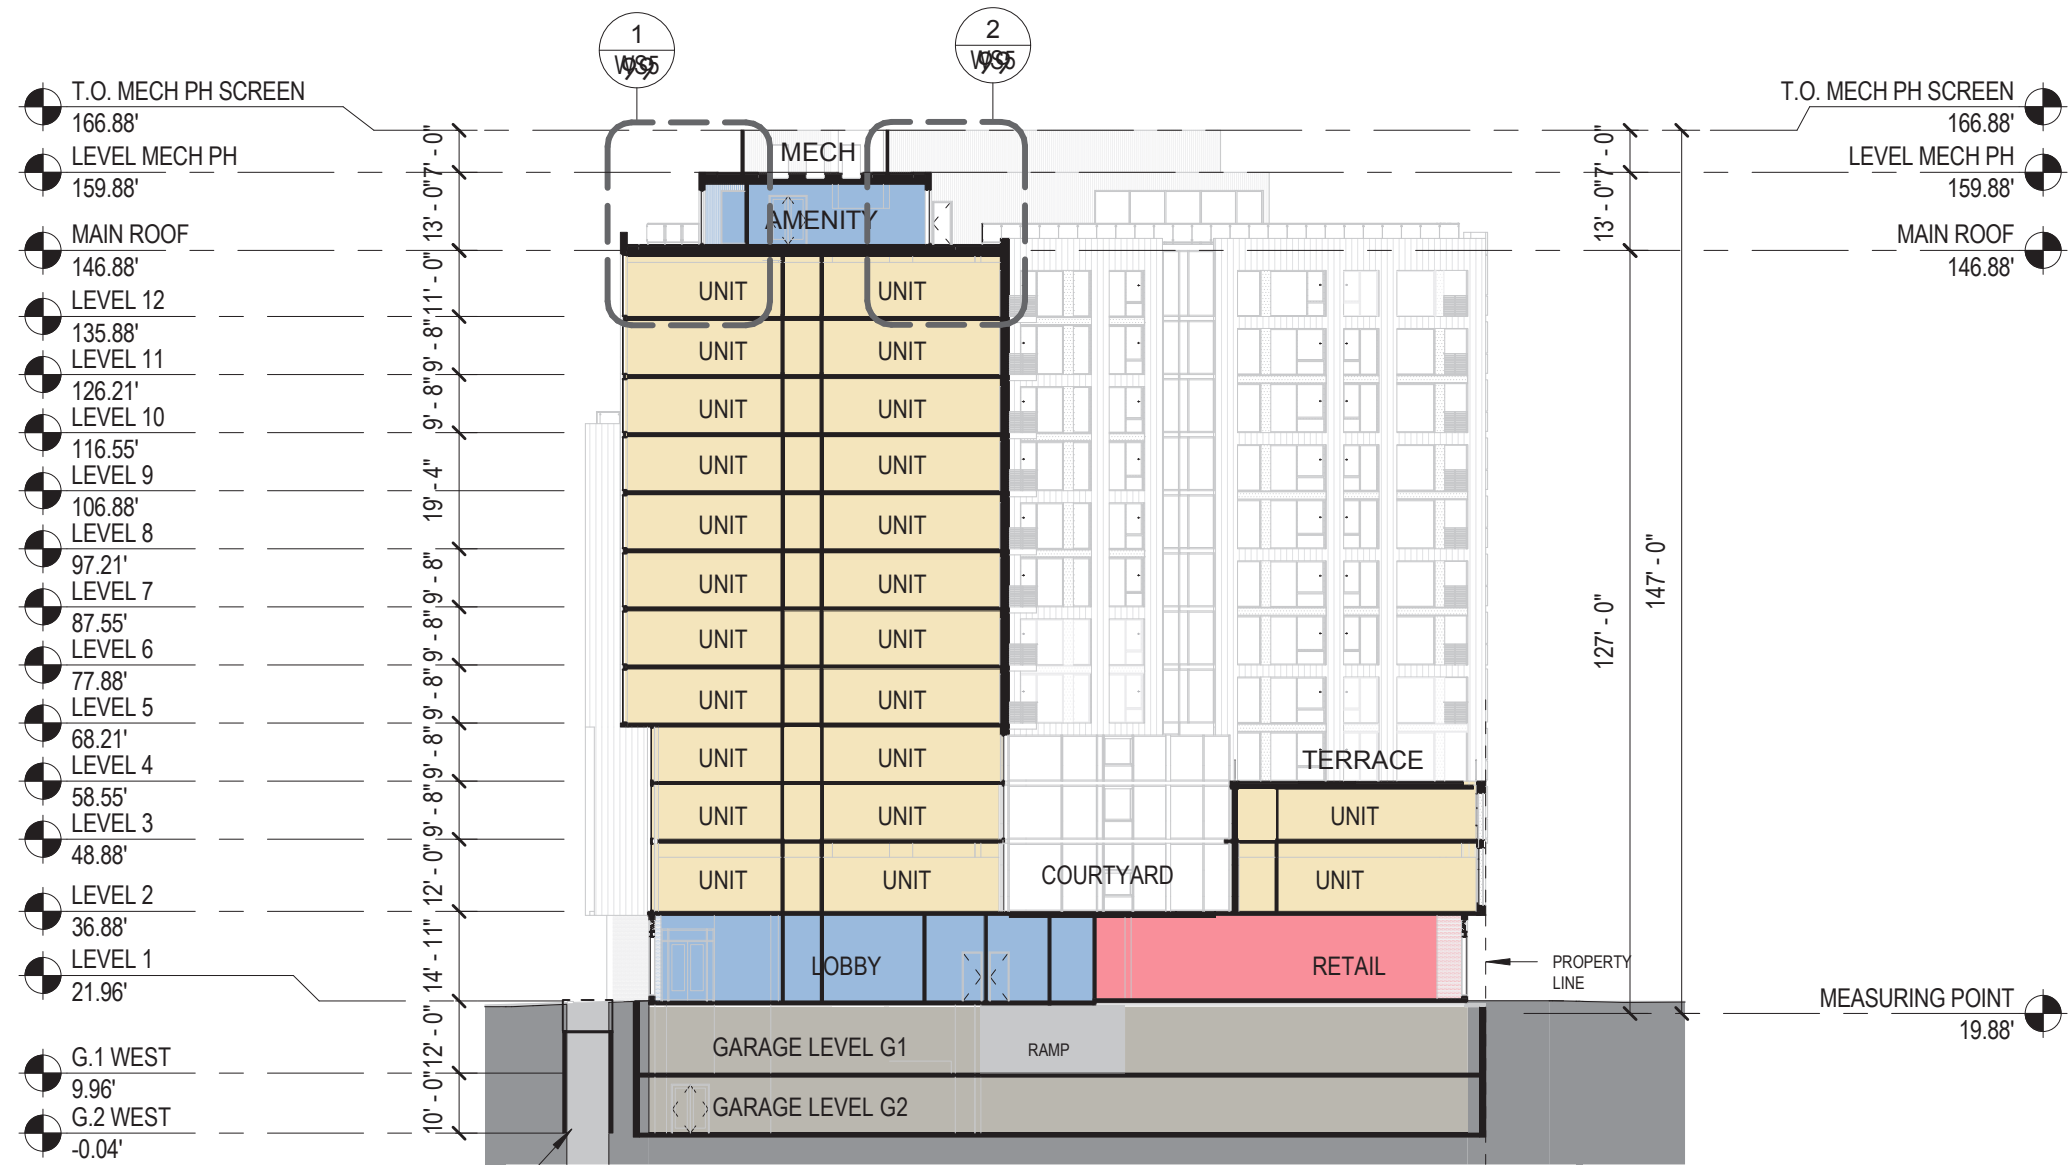 1
2
T.O. MECH PH SCREEN
166.88'
LEVEL MECH PH
159.88'
MAIN ROOF
146.88'
LEVEL 12
135.88'
LEVEL 11
126.21'
LEVEL 10
116.55'
LEVEL 9
106.88'
LEVEL 8
97.21'
LEVEL 7
87.55'
LEVEL 6
77.88'
LEVEL 5
68.21'
LEVEL 4
58.55'
LEVEL 3
48.88'
LEVEL 2
36.88'
LEVEL 1
21.96'
G.1 WEST
9.96'
G.2 WEST
-0.04'
7' - 0"
13' - 0"
11' - 0"
9' - 8"
9' - 8"
19' - 4"
9' - 8"
9' - 8"
9' - 8"
9' - 8"
9' - 8"
12' - 0"
14' - 11"
12' - 0"
10' - 0"
MECH
AMENITY
UNIT UNIT
UNIT UNIT
UNIT UNIT
UNIT UNIT
UNIT UNIT
UNIT UNIT
UNIT UNIT
UNIT UNIT
UNIT UNIT
TERRACE
UNIT UNIT UNIT
UNIT UNIT COURTYARD UNIT
LOBBY RETAIL
GARAGE LEVEL G1 RAMP
GARAGE LEVEL G2
PROPERTY
LINE
7' - 0"
13' - 0"
127' - 0"
147' - 0"
T.O. MECH PH SCREEN
166.88'
LEVEL MECH PH
159.88'
MAIN ROOF
146.88'
MEASURING POINT
19.88'